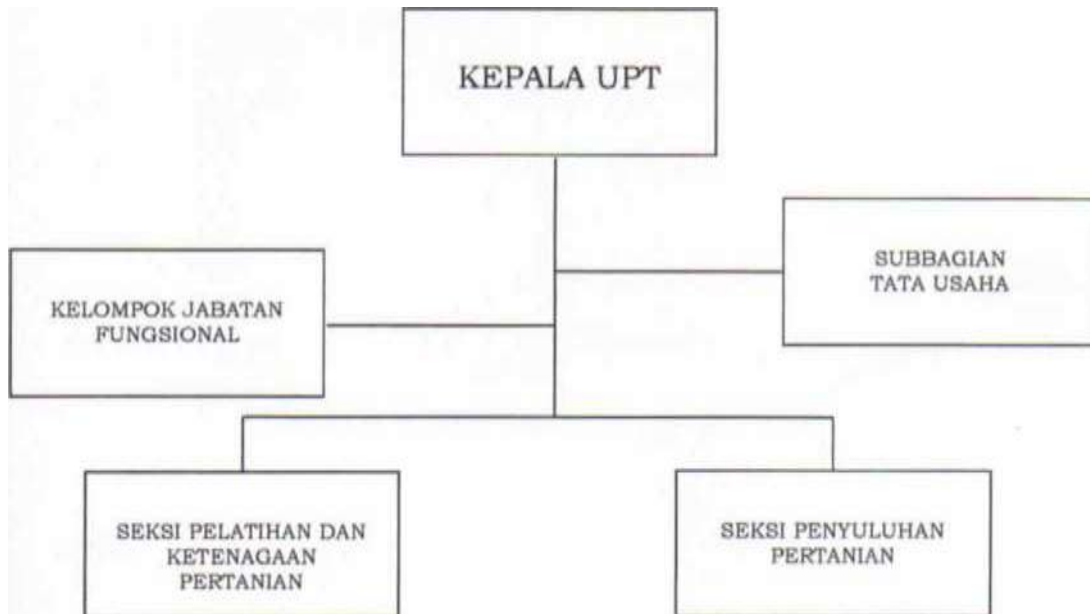 KEPALA UPT
SUBBAGIAN
TATA USAHA
KELOMPOK JABATAN
FUNGSIONAL
SEKSI PELATIHAN DAN
KETENAGAAN
PERTANIAN
SEKSI PENYULUHAN
PERTANIAN